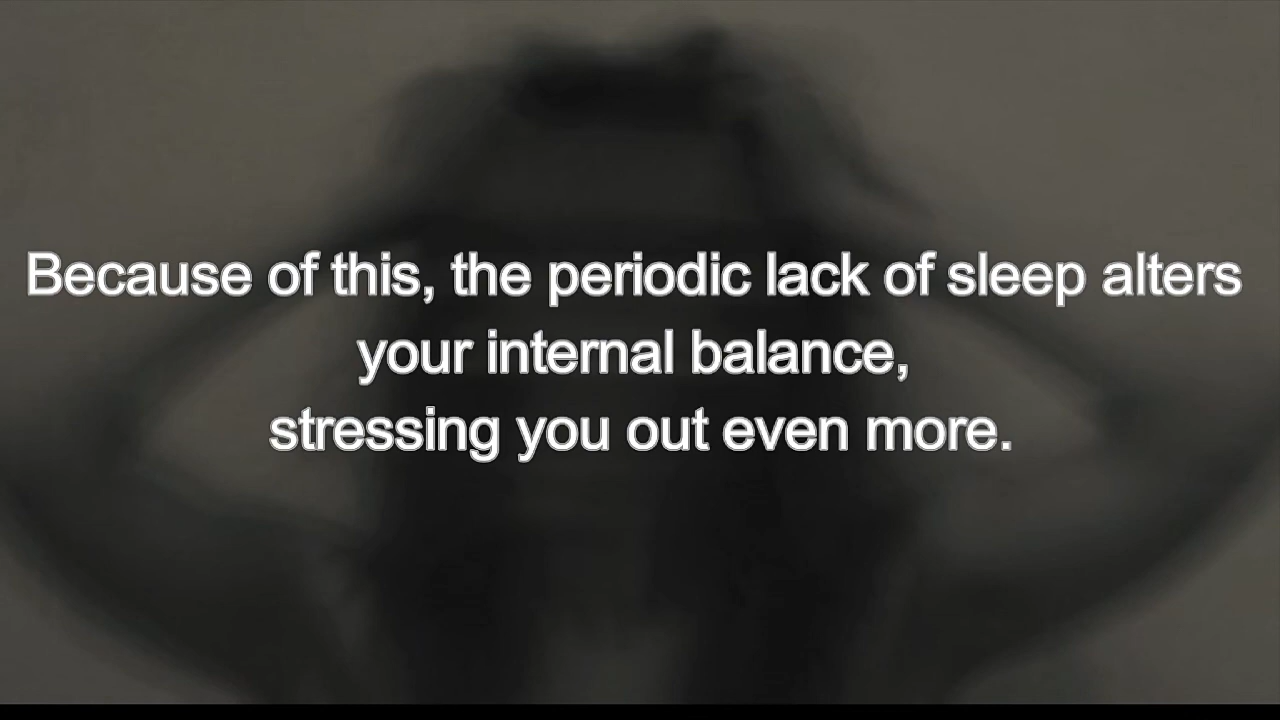 Because of this, the periodic lack of sleep alters
your internal balance,
stressing you out even more.